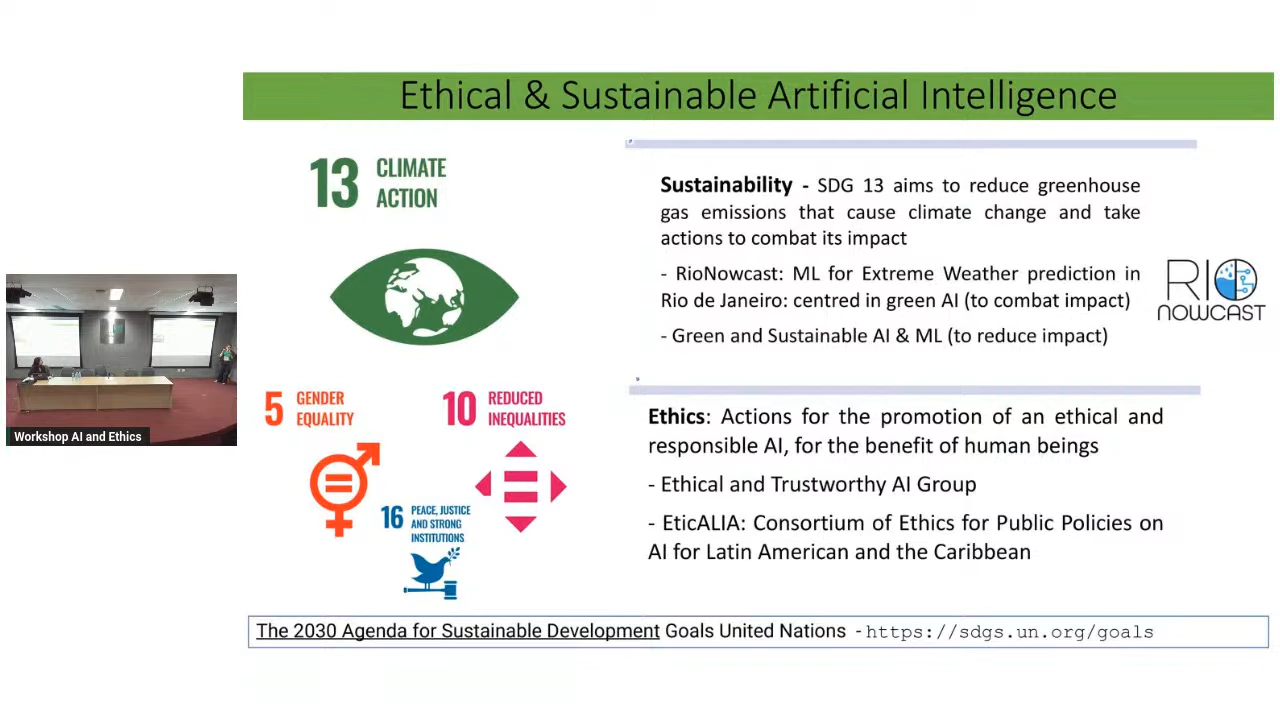 Ethical & Sustainable Artificial Intelligence
13 CLIMATE
ACTION
Sustainability - SDG 13 aims to reduce greenhouse
gas emissions that cause climate change and take
actions to combat its impact
- RioNowcast: ML for Extreme Weather prediction in
Rio de Janeiro: centred in green AI (to combat impact)
- Green and Sustainable AI & ML (to reduce impact)
RIO
NOWCAST
5 GENDER
EQUALITY
10 REDUCED
INEQUALITIES
16 PEACE, JUSTICE
AND STRONG
INSTITUTIONS
Ethics: Actions for the promotion of an ethical and
responsible AI, for the benefit of human beings
- Ethical and Trustworthy AI Group
- EticALIA: Consortium of Ethics for Public Policies on
AI for Latin American and the Caribbean
Workshop AI and Ethics
The 2030 Agenda for Sustainable Development Goals United Nations - https://sdgs.un.org/goals